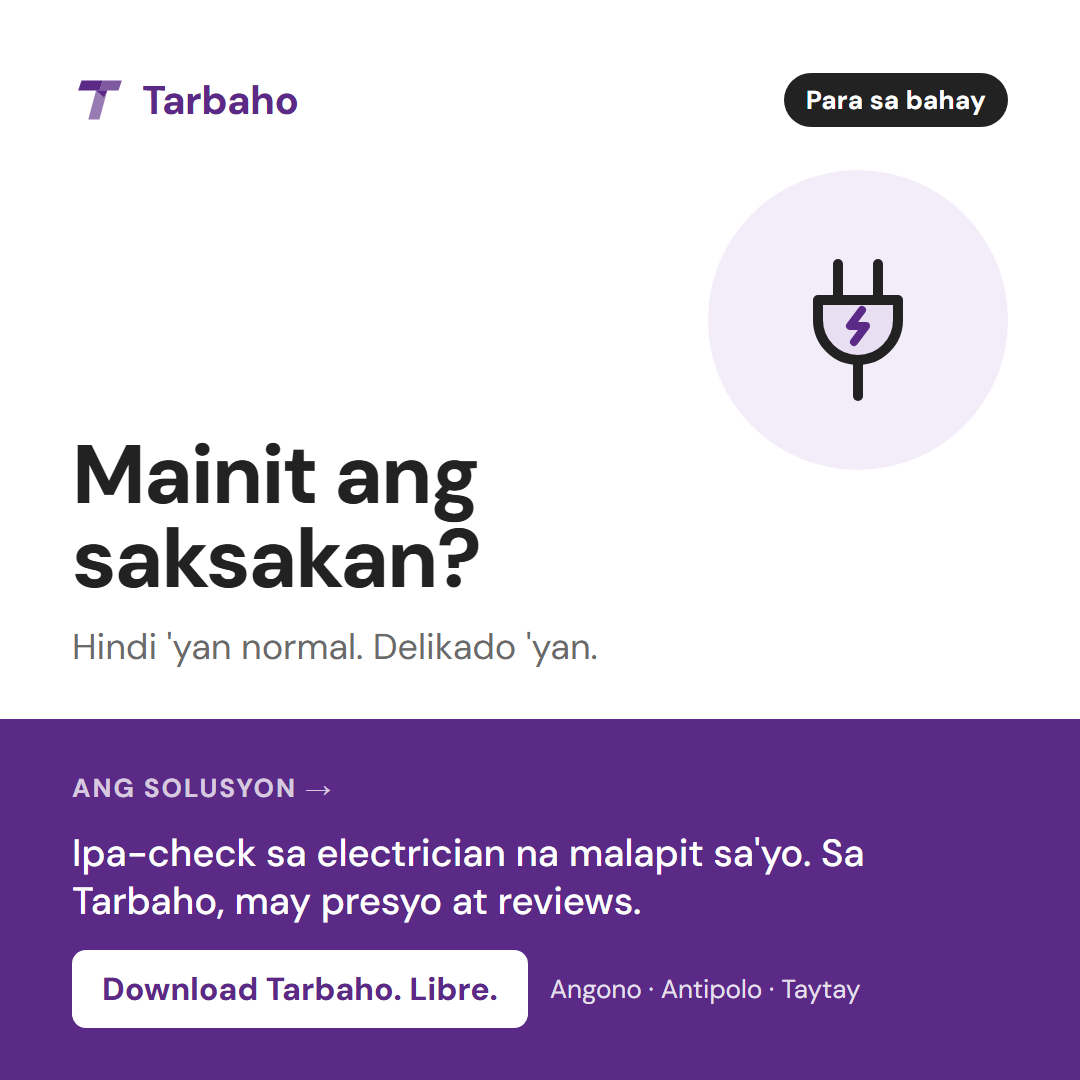 Tarbaho
Para sa bahay
Mainit ang
saksakan?
Hindi 'yan normal. Delikado 'yan.
ANG SOLUSYON →
Ipa-check sa electrician na malapit sa'yo. Sa
Tarbaho, may presyo at reviews.
Download Tarbaho. Libre.
Angono · Antipolo · Taytay